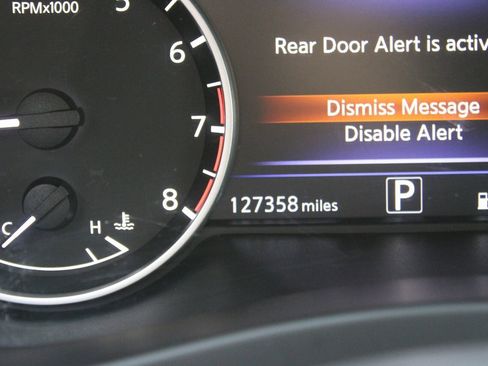 RPMx1000
5
6
7
8
C
H
Rear Door Alert is activ
Dismiss Message
Disable Alert
127358 miles
P